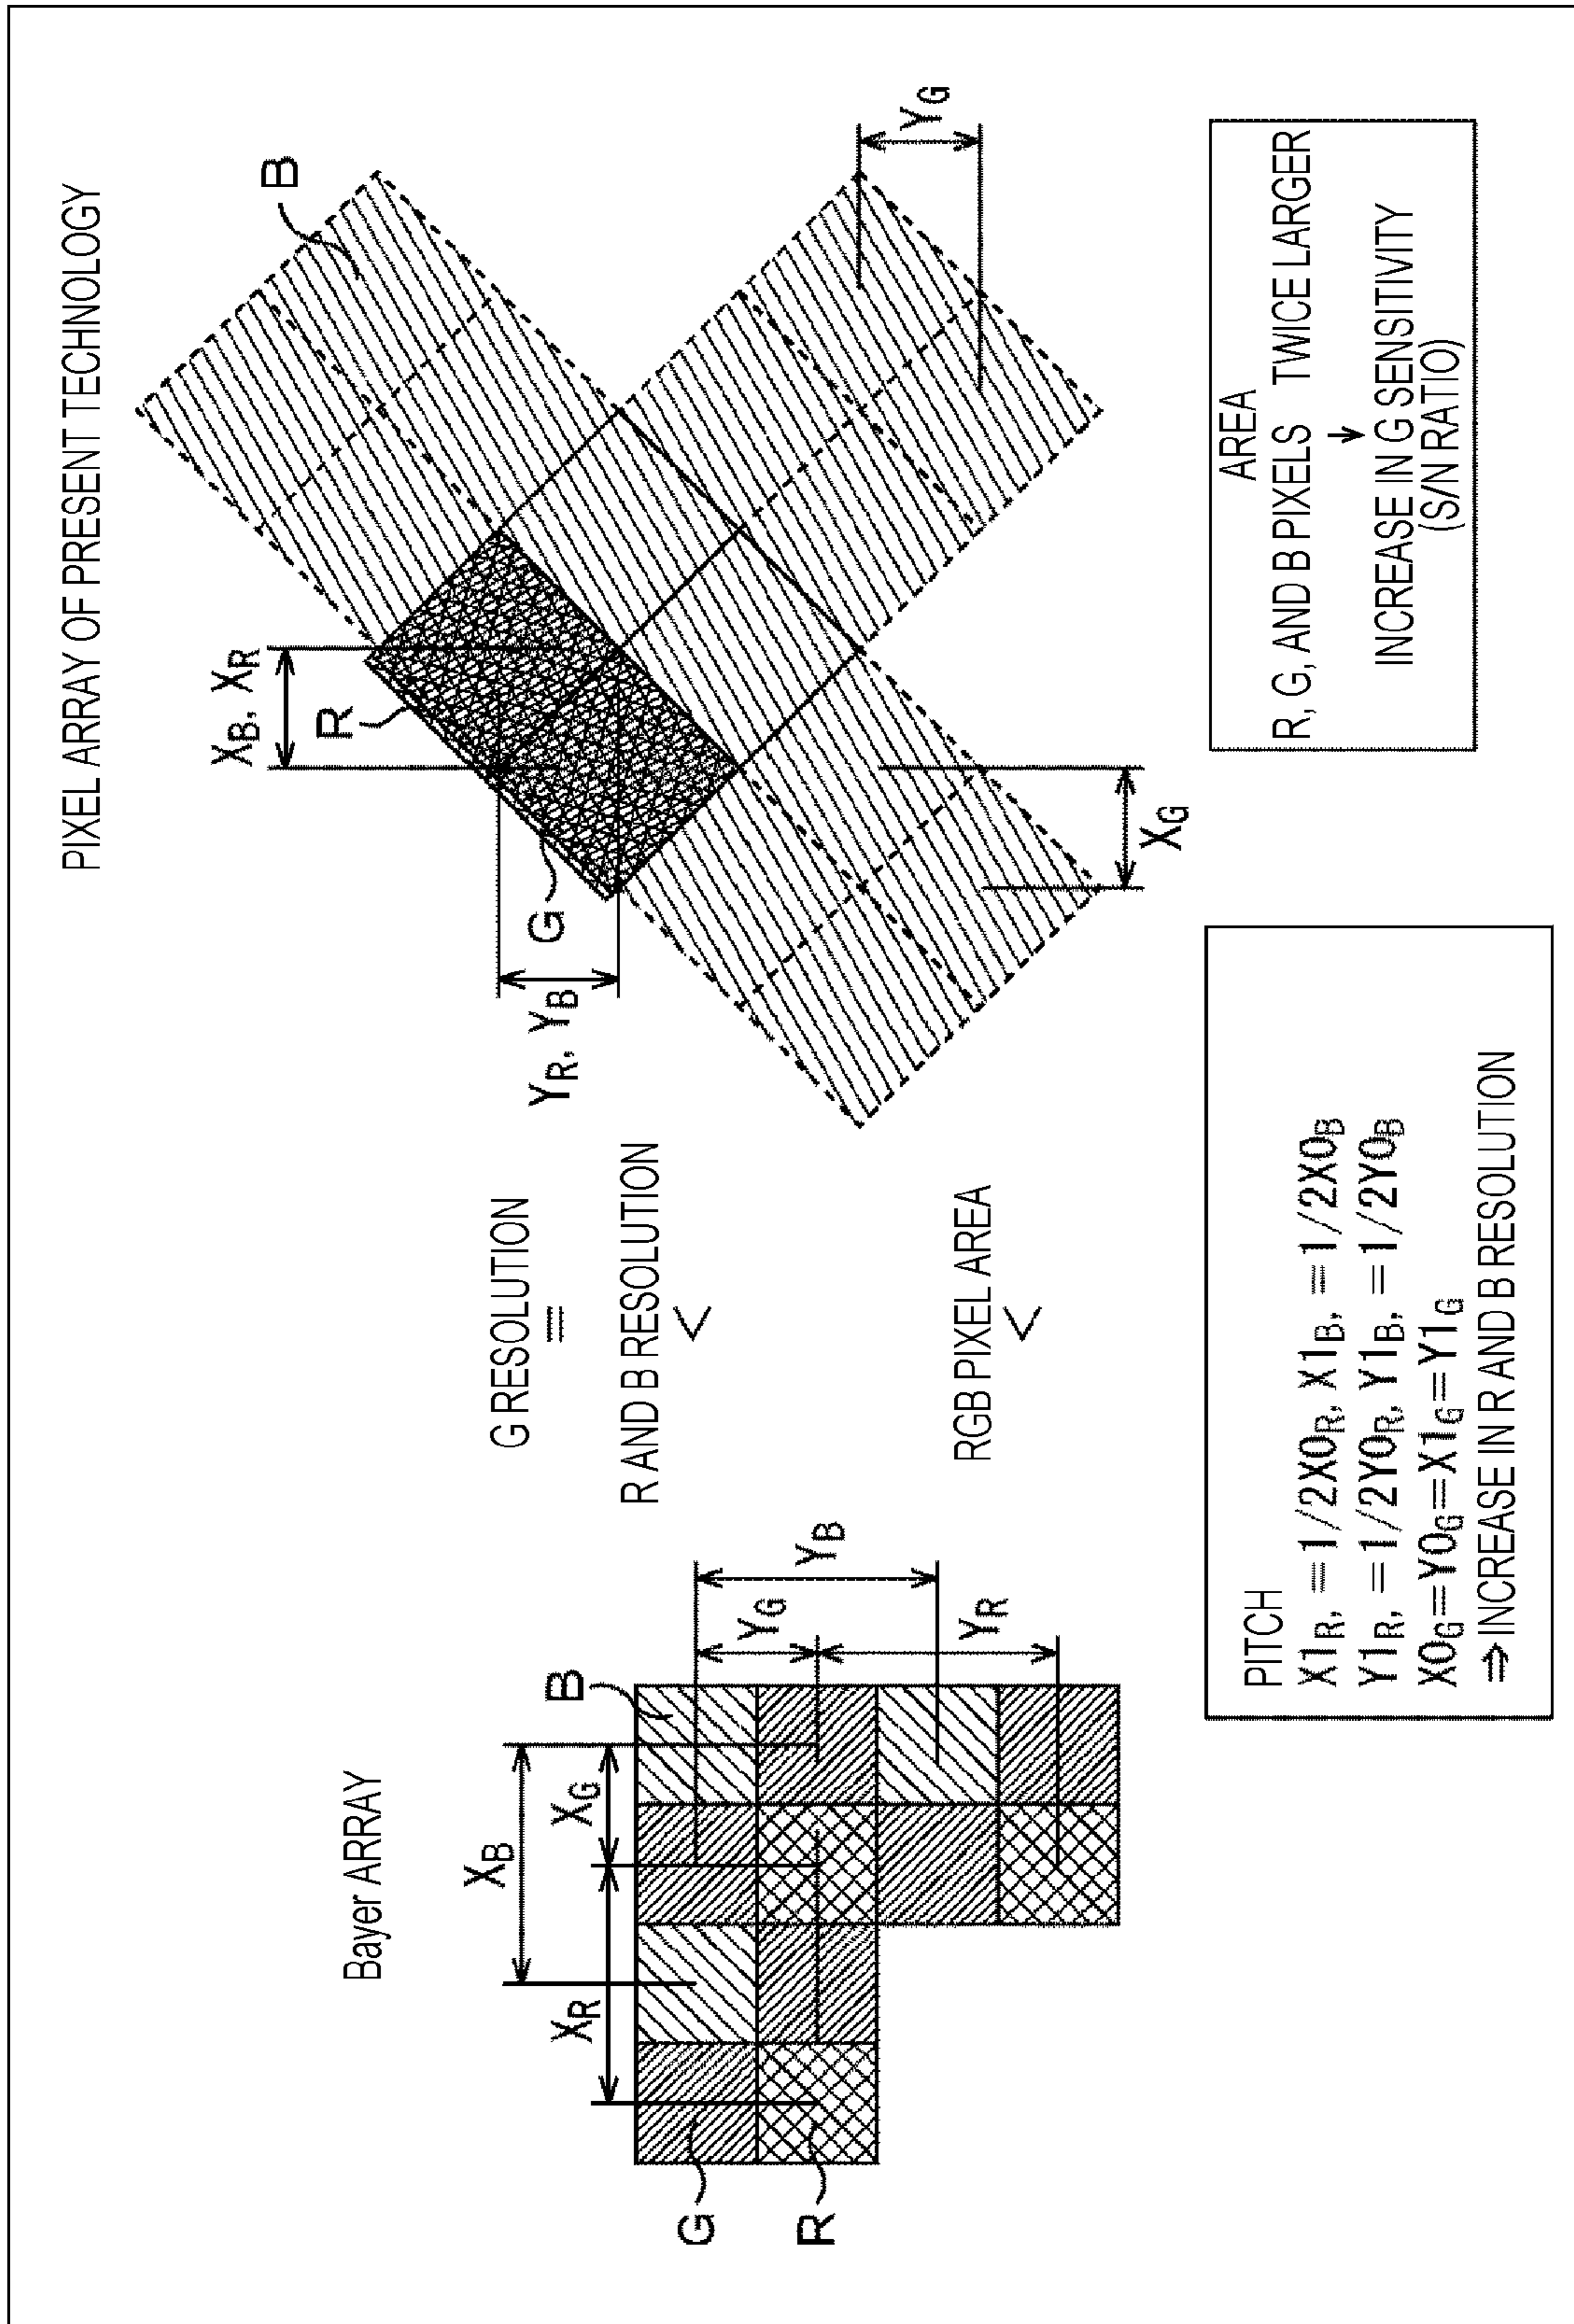 Bayer ARRAY
X_B
X_R
X_G
B
G
R
Y_G
Y_B
Y_R
G RESOLUTION
=
R AND B RESOLUTION
<
RGB PIXEL AREA
<
PIXEL ARRAY OF PRESENT TECHNOLOGY
X_B, X_R
R
B
G
Y_R, Y_B
Y_G
X_G
PITCH
X1_R, =1/2X0_R, X1_B, =1/2X0_B
Y1_R, =1/2Y0_R, Y1_B, =1/2Y0_B
X0_G=Y0_G=X1_G=Y1_G
⇒INCREASE IN R AND B RESOLUTION
AREA
R, G, AND B PIXELS TWICE LARGER
↓
INCREASE IN G SENSITIVITY
(S/N RATIO)